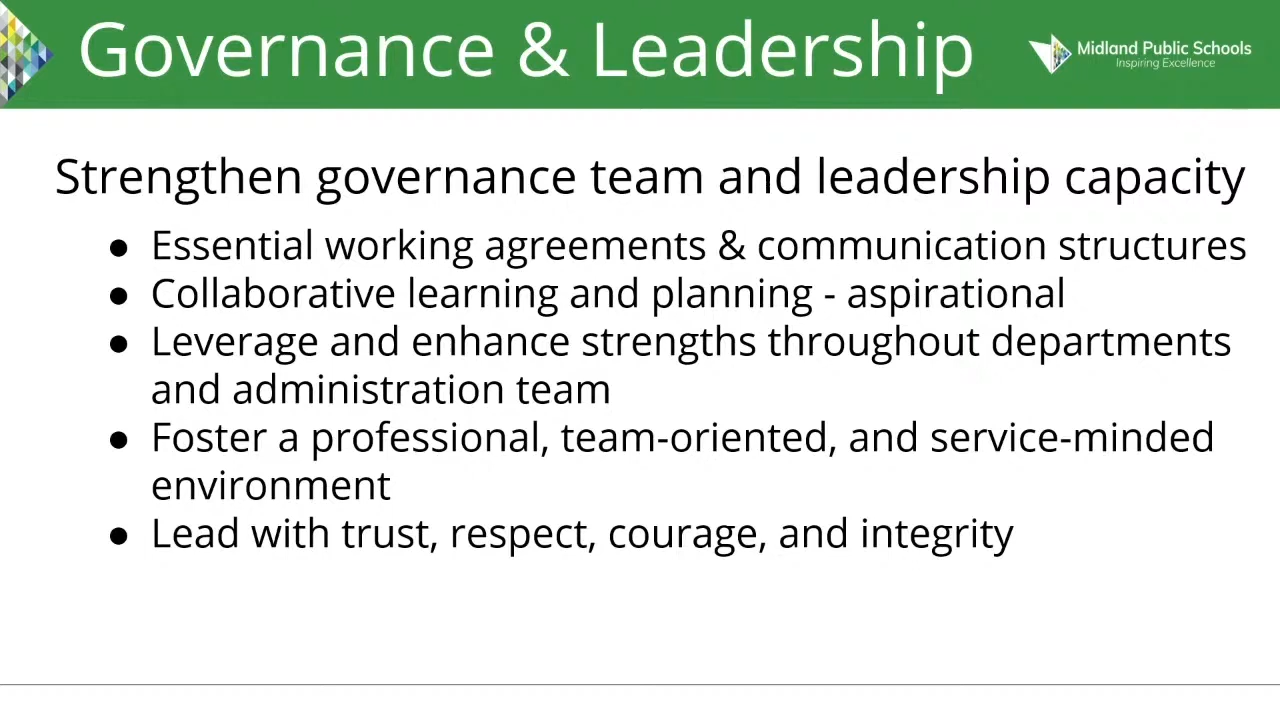 Governance & Leadership
Midland Public Schools
Inspiring Excellence
Strengthen governance team and leadership capacity
● Essential working agreements & communication structures
● Collaborative learning and planning - aspirational
● Leverage and enhance strengths throughout departments
and administration team
● Foster a professional, team-oriented, and service-minded
environment
● Lead with trust, respect, courage, and integrity